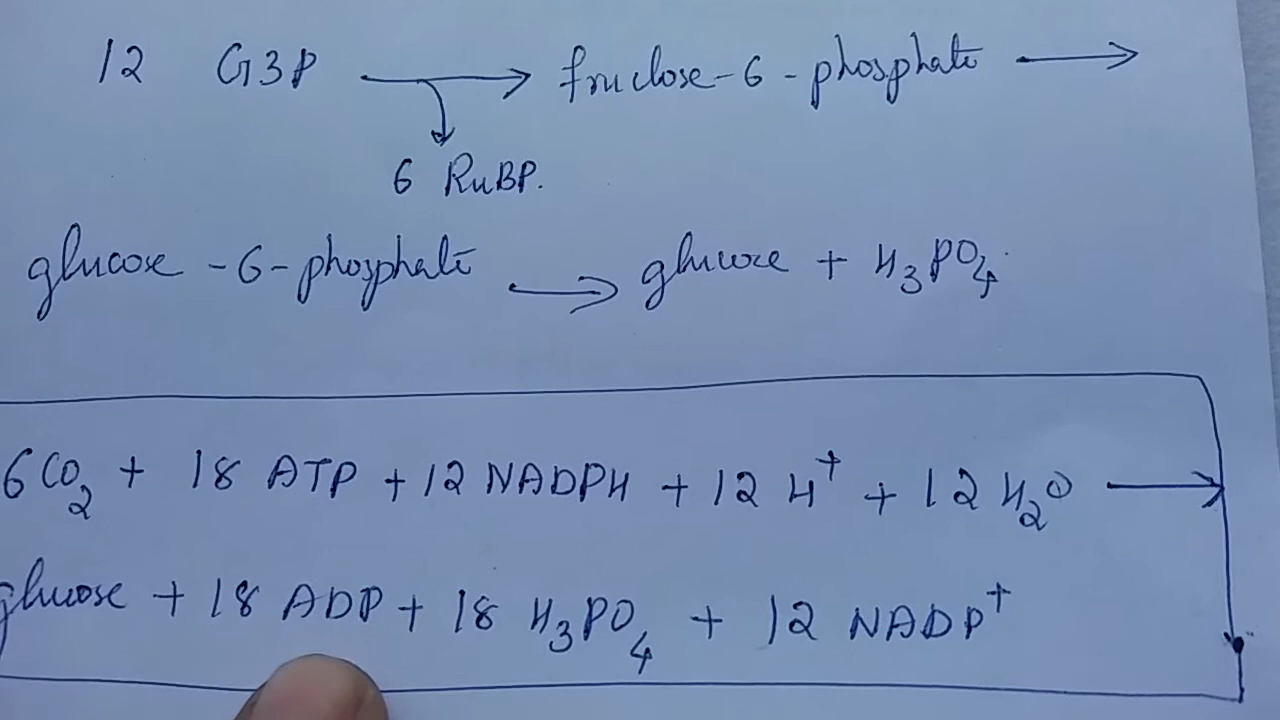 12 G3P → fructose-6-phosphate →
6 RuBP.
glucose-6-phosphate → glucose + H₃PO₄
6CO₂ + 18 ATP + 12 NADPH + 12 H⁺ + 12 H₂O →
glucose + 18 ADP + 18 H₃PO₄ + 12 NADP⁺